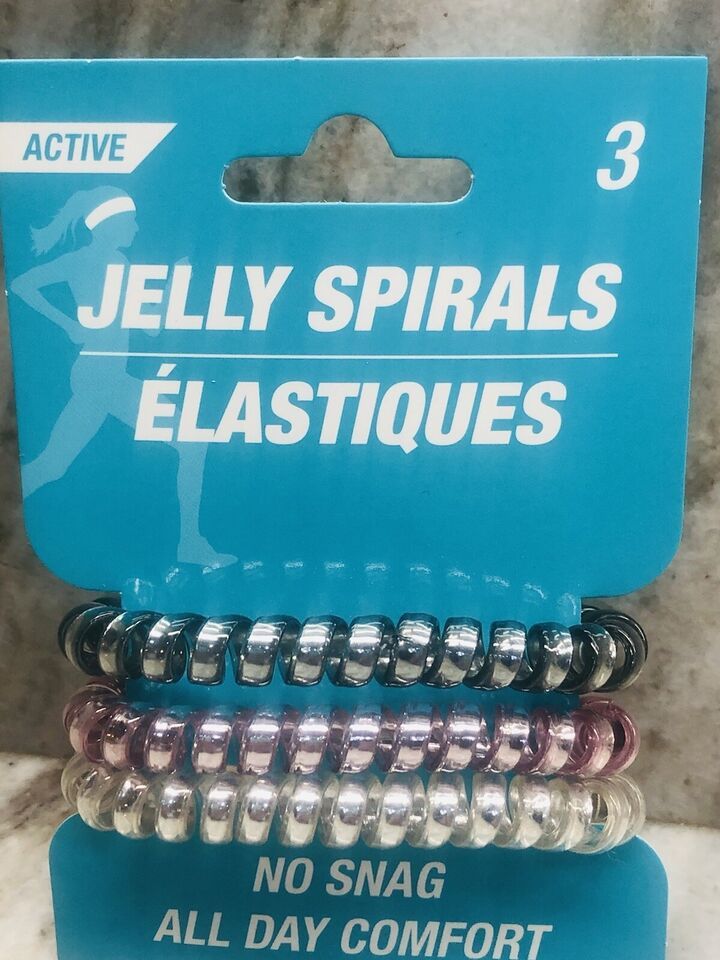 ACTIVE
3
JELLY SPIRALS
ÉLASTIQUES
NO SNAG
ALL DAY COMFORT